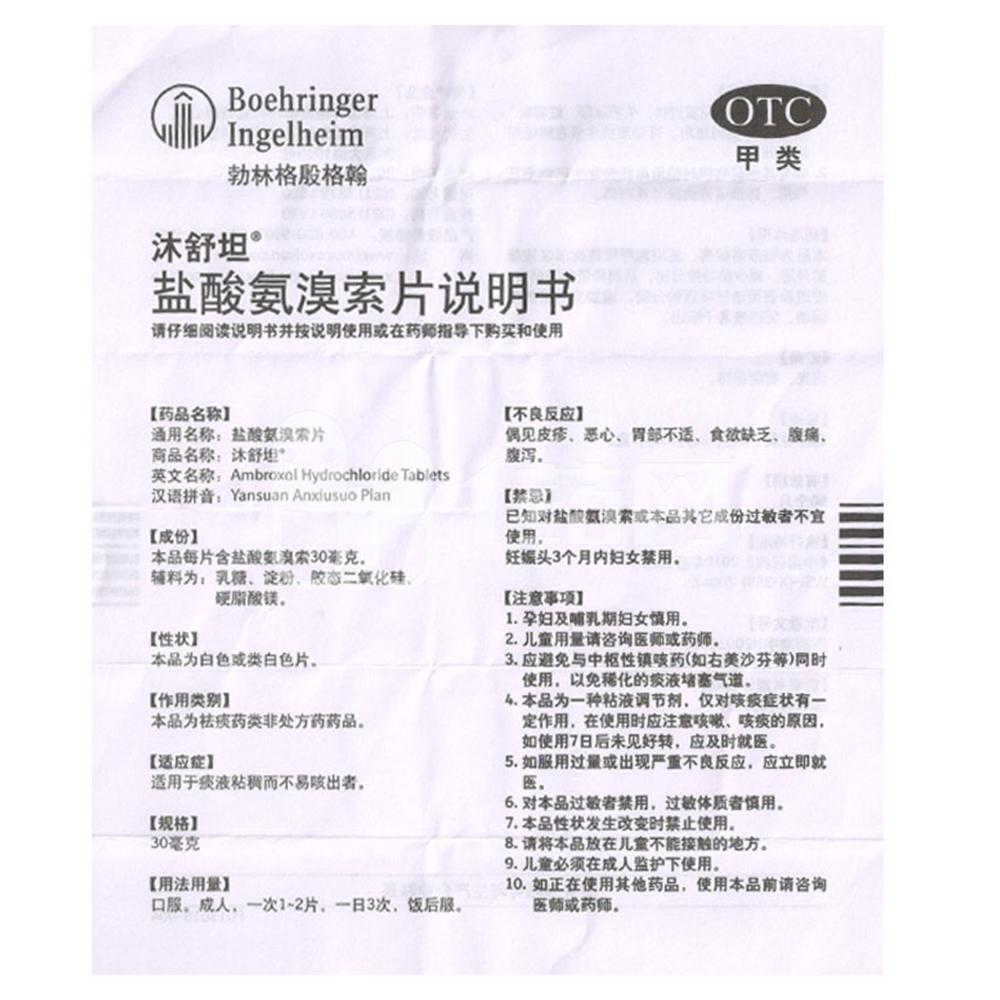 Boehringer
Ingelheim
勃林格殷格翰
OTC
甲类
沐舒坦®
盐酸氨溴索片说明书
请仔细阅读说明书并按说明使用或在药师指导下购买和使用
【药品名称】
通用名称：盐酸氨溴索片
商品名称：沐舒坦®
英文名称：Ambroxol Hydrochloride Tablets
汉语拼音：Yansuan Anxiusuo Pian
【成份】
本品每片含盐酸氨溴索30毫克。
辅料为：乳糖、淀粉、胶态二氧化硅、
硬脂酸镁。
【性状】
本品为白色或类白色片。
【作用类别】
本品为祛痰药类非处方药药品。
【适应症】
适用于痰液粘稠而不易咳出者。
【规格】
30毫克
【用法用量】
口服。成人，一次1~2片，一日3次，饭后服。
【不良反应】
偶见皮疹、恶心、胃部不适、食欲缺乏、腹痛、
腹泻。
【禁忌】
已知对盐酸氨溴索或本品其它成份过敏者不宜
使用。
妊娠头3个月内妇女禁用。
【注意事项】
1. 孕妇及哺乳期妇女慎用。
2. 儿童用量请咨询医师或药师。
3. 应避免与中枢性镇咳药(如右美沙芬等)同时
使用，以免稀化的痰液堵塞气道。
4. 本品为一种粘液调节剂，仅对咳痰症状有一
定作用，在使用时应注意咳嗽、咳痰的原因，
如使用7日后未见好转，应及时就医。
5. 如服用过量或出现严重不良反应，应立即就
医。
6. 对本品过敏者禁用，过敏体质者慎用。
7. 本品性状发生改变时禁止使用。
8. 请将本品放在儿童不能接触的地方。
9. 儿童必须在成人监护下使用。
10. 如正在使用其他药品，使用本品前请咨询
医师或药师。